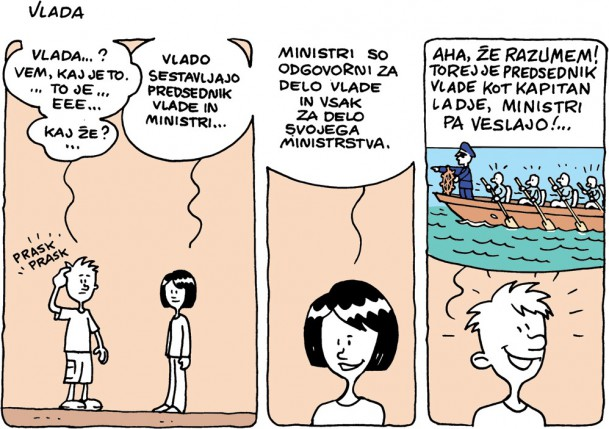 VLADA
VLADA...?
VEM, KAJ JE TO.
... TO JE ...
EEE...
KAJ ŽE?
...
VLADO
SESTAVLJAJO
PREDSEDNIK
VLADE IN
MINISTRI...
PRASK
PRASK
MINISTRI SO
ODGOVORNI ZA
DELO VLADE
IN VSAK
ZA DELO
SVOJEGA
MINISTRSTVA.
AHA, ŽE RAZUMEM!
TOREJ JE PREDSEDNIK
VLADE KOT KAPITAN
LADJE, MINISTRI
PA VESLAJO!...